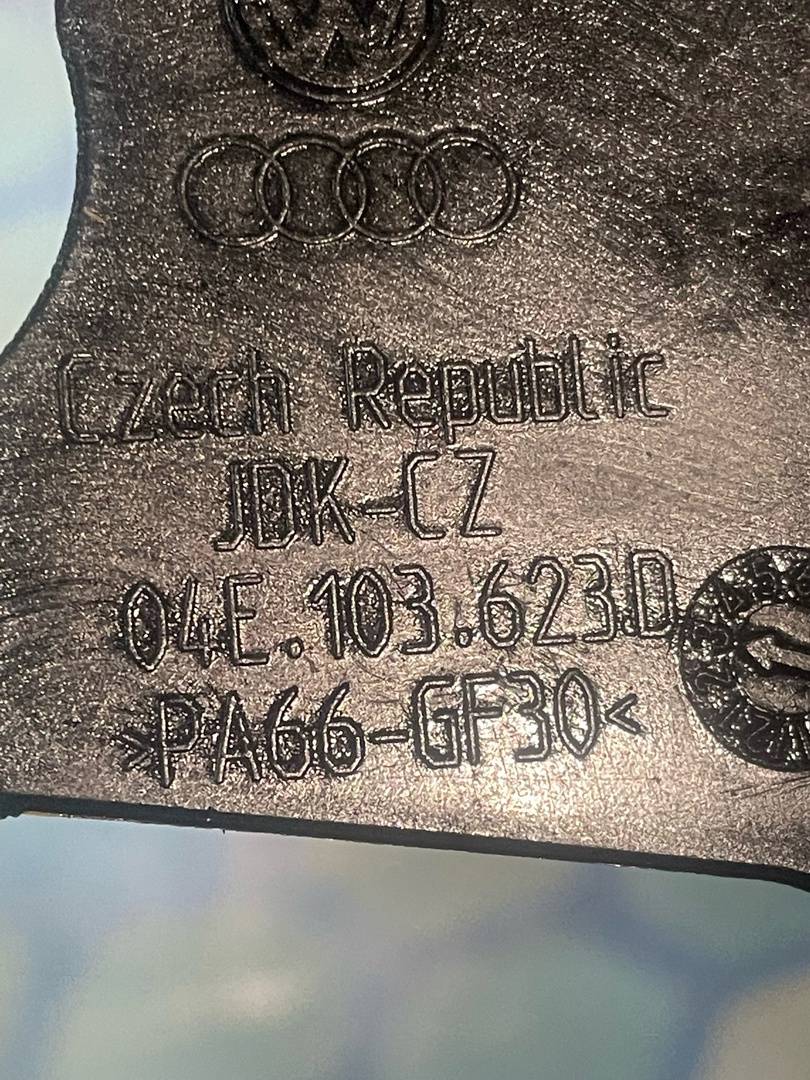 Czech Republic
JDK-CZ
04E.103.623.D
>PA66-GF30<